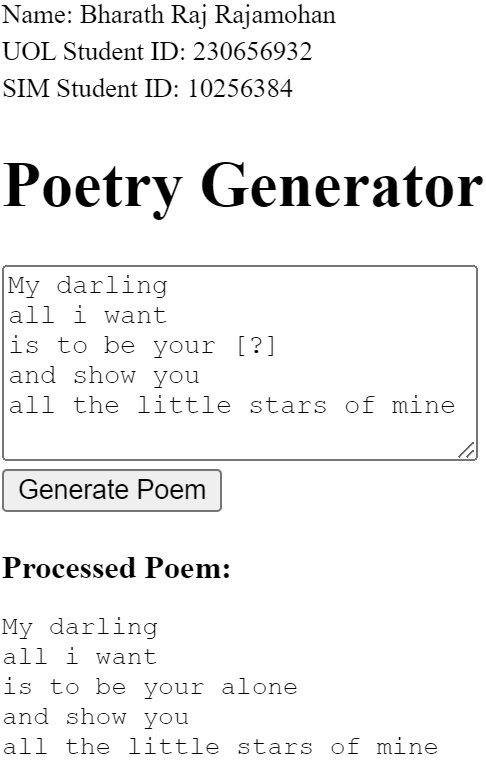 Name: Bharath Raj Rajamohan
UOL Student ID: 230656932
SIM Student ID: 10256384
Poetry Generator
My darling
all i want
is to be your [?]
and show you
all the little stars of mine
Generate Poem
Processed Poem:
My darling
all i want
is to be your alone
and show you
all the little stars of mine